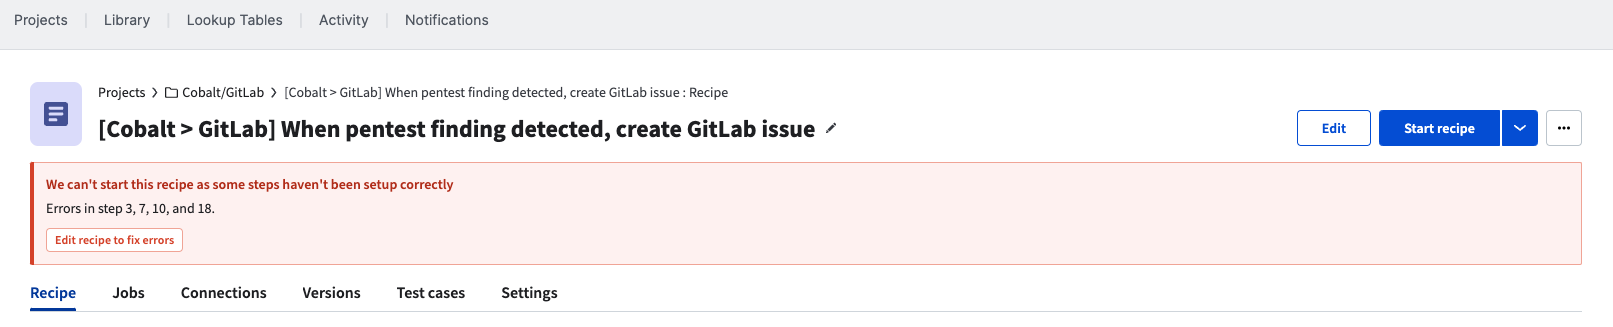 Projects Library Lookup Tables Activity Notifications
Projects > Cobalt/GitLab > [Cobalt > GitLab] When pentest finding detected, create GitLab issue : Recipe
[Cobalt > GitLab] When pentest finding detected, create GitLab issue
Edit Start recipe
We can't start this recipe as some steps haven't been setup correctly
Errors in step 3, 7, 10, and 18.
Edit recipe to fix errors
Recipe Jobs Connections Versions Test cases Settings